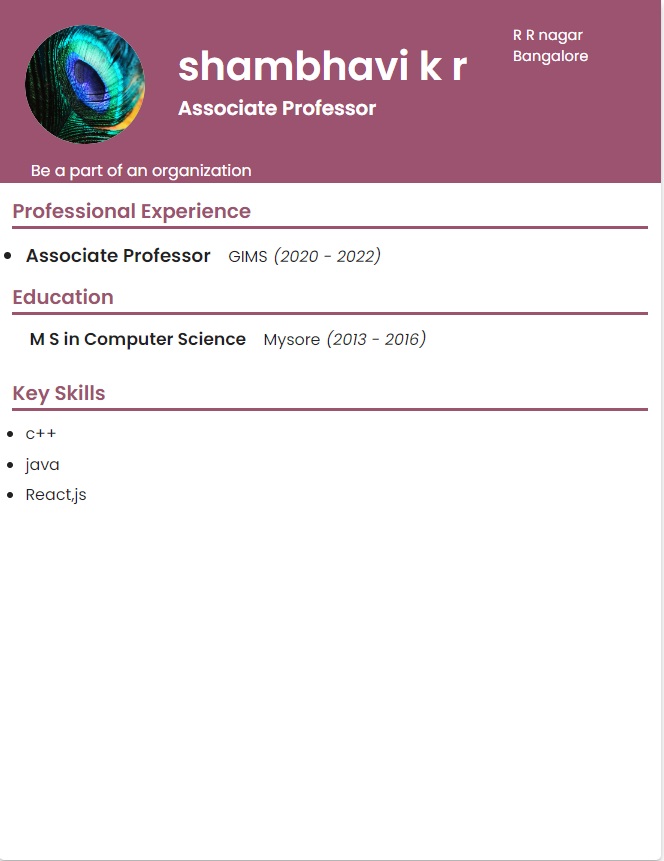 shambhavi k r
Associate Professor
R R nagar
Bangalore
Be a part of an organization
Professional Experience
Associate Professor GIMS (2020 - 2022)
Education
M S in Computer Science Mysore (2013 - 2016)
Key Skills
c++
java
React,js